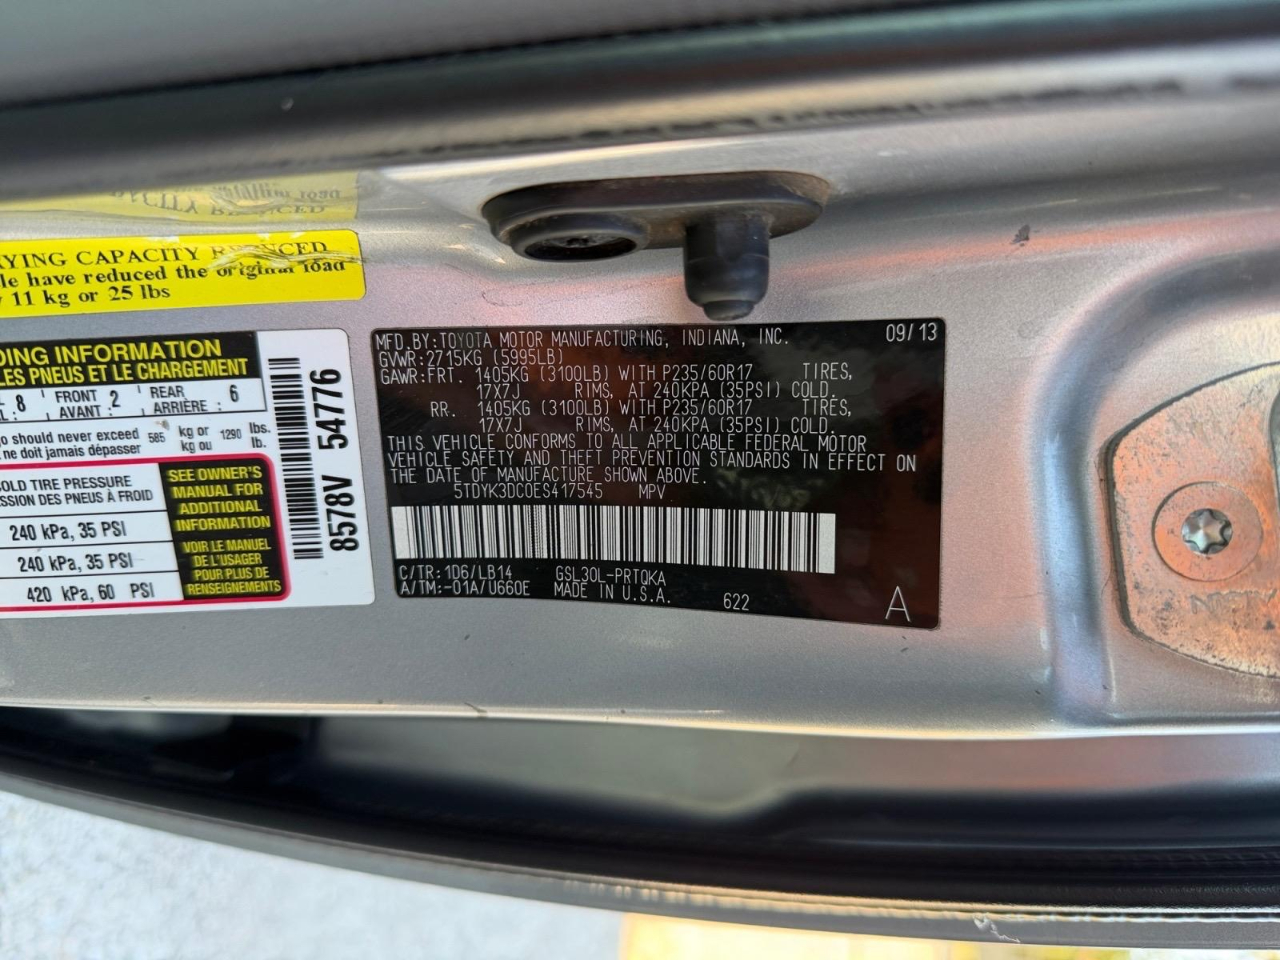 RYING CAPACITY REDUCED
le have reduced the original load
11 kg or 25 lbs
DING INFORMATION
LES PNEUS ET LE CHARGEMENT
8 FRONT AVANT : 2 REAR ARRIÈRE : 6
go should never exceed 585 kg or 1290 lbs.
ne doit jamais dépasser kg ou lb.
OLD TIRE PRESSURE
ESSION DES PNEUS À FROID
240 kPa, 35 PSI
240 kPa, 35 PSI
420 kPa, 60 PSI
SEE OWNER'S
MANUAL FOR
ADDITIONAL
INFORMATION
VOIR LE MANUEL
DE L'USAGER
POUR PLUS DE
RENSEIGNEMENTS
8578V 54776
MFD.BY:TOYOTA MOTOR MANUFACTURING, INDIANA, INC. 09/13
GVWR:2715KG (5995LB)
GAWR:FRT. 1405KG (3100LB) WITH P235/60R17 TIRES,
17X7J RIMS, AT 240KPA (35PSI) COLD.
RR. 1405KG (3100LB) WITH P235/60R17 TIRES,
17X7J RIMS, AT 240KPA (35PSI) COLD.
THIS VEHICLE CONFORMS TO ALL APPLICABLE FEDERAL MOTOR
VEHICLE SAFETY AND THEFT PREVENTION STANDARDS IN EFFECT ON
THE DATE OF MANUFACTURE SHOWN ABOVE.
5TDYK3DC0ES417545 MPV
C/TR:1D6/LB14 GSL30L-PRTQKA
A/TM:-01A/U660E MADE IN U.S.A. 622 A